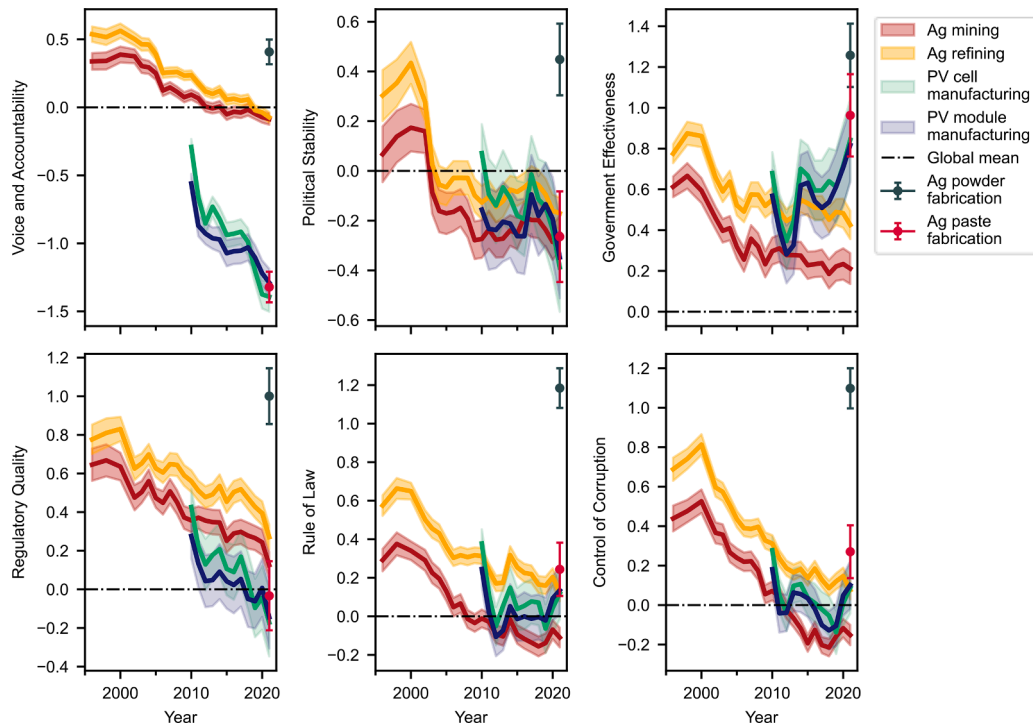 Voice and Accountability
0.5
0.0
−0.5
−1.0
−1.5
Political Stability
0.6
0.4
0.2
0.0
−0.2
−0.4
−0.6
Government Effectiveness
1.4
1.2
1.0
0.8
0.6
0.4
0.2
0.0
Ag mining
Ag refining
PV cell
manufacturing
PV module
manufacturing
Global mean
Ag powder
fabrication
Ag paste
fabrication
Regulatory Quality
1.2
1.0
0.8
0.6
0.4
0.2
0.0
−0.2
−0.4
2000
2010
2020
Year
Rule of Law
1.2
1.0
0.8
0.6
0.4
0.2
0.0
−0.2
2000
2010
2020
Year
Control of Corruption
1.2
1.0
0.8
0.6
0.4
0.2
0.0
−0.2
2000
2010
2020
Year